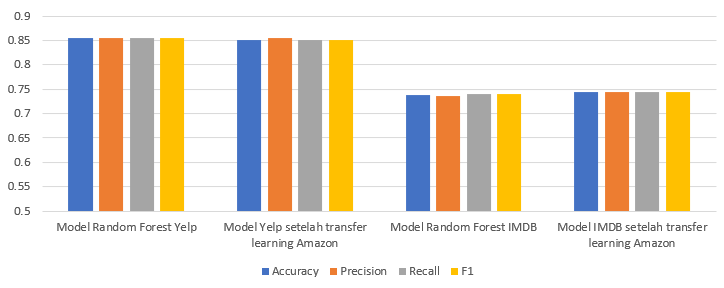 0.9
0.85
0.8
0.75
0.7
0.65
0.6
0.55
0.5
Model Random Forest Yelp
Model Yelp setelah transfer
learning Amazon
Model Random Forest IMDB
Model IMDB setelah transfer
learning Amazon
Accuracy Precision Recall F1